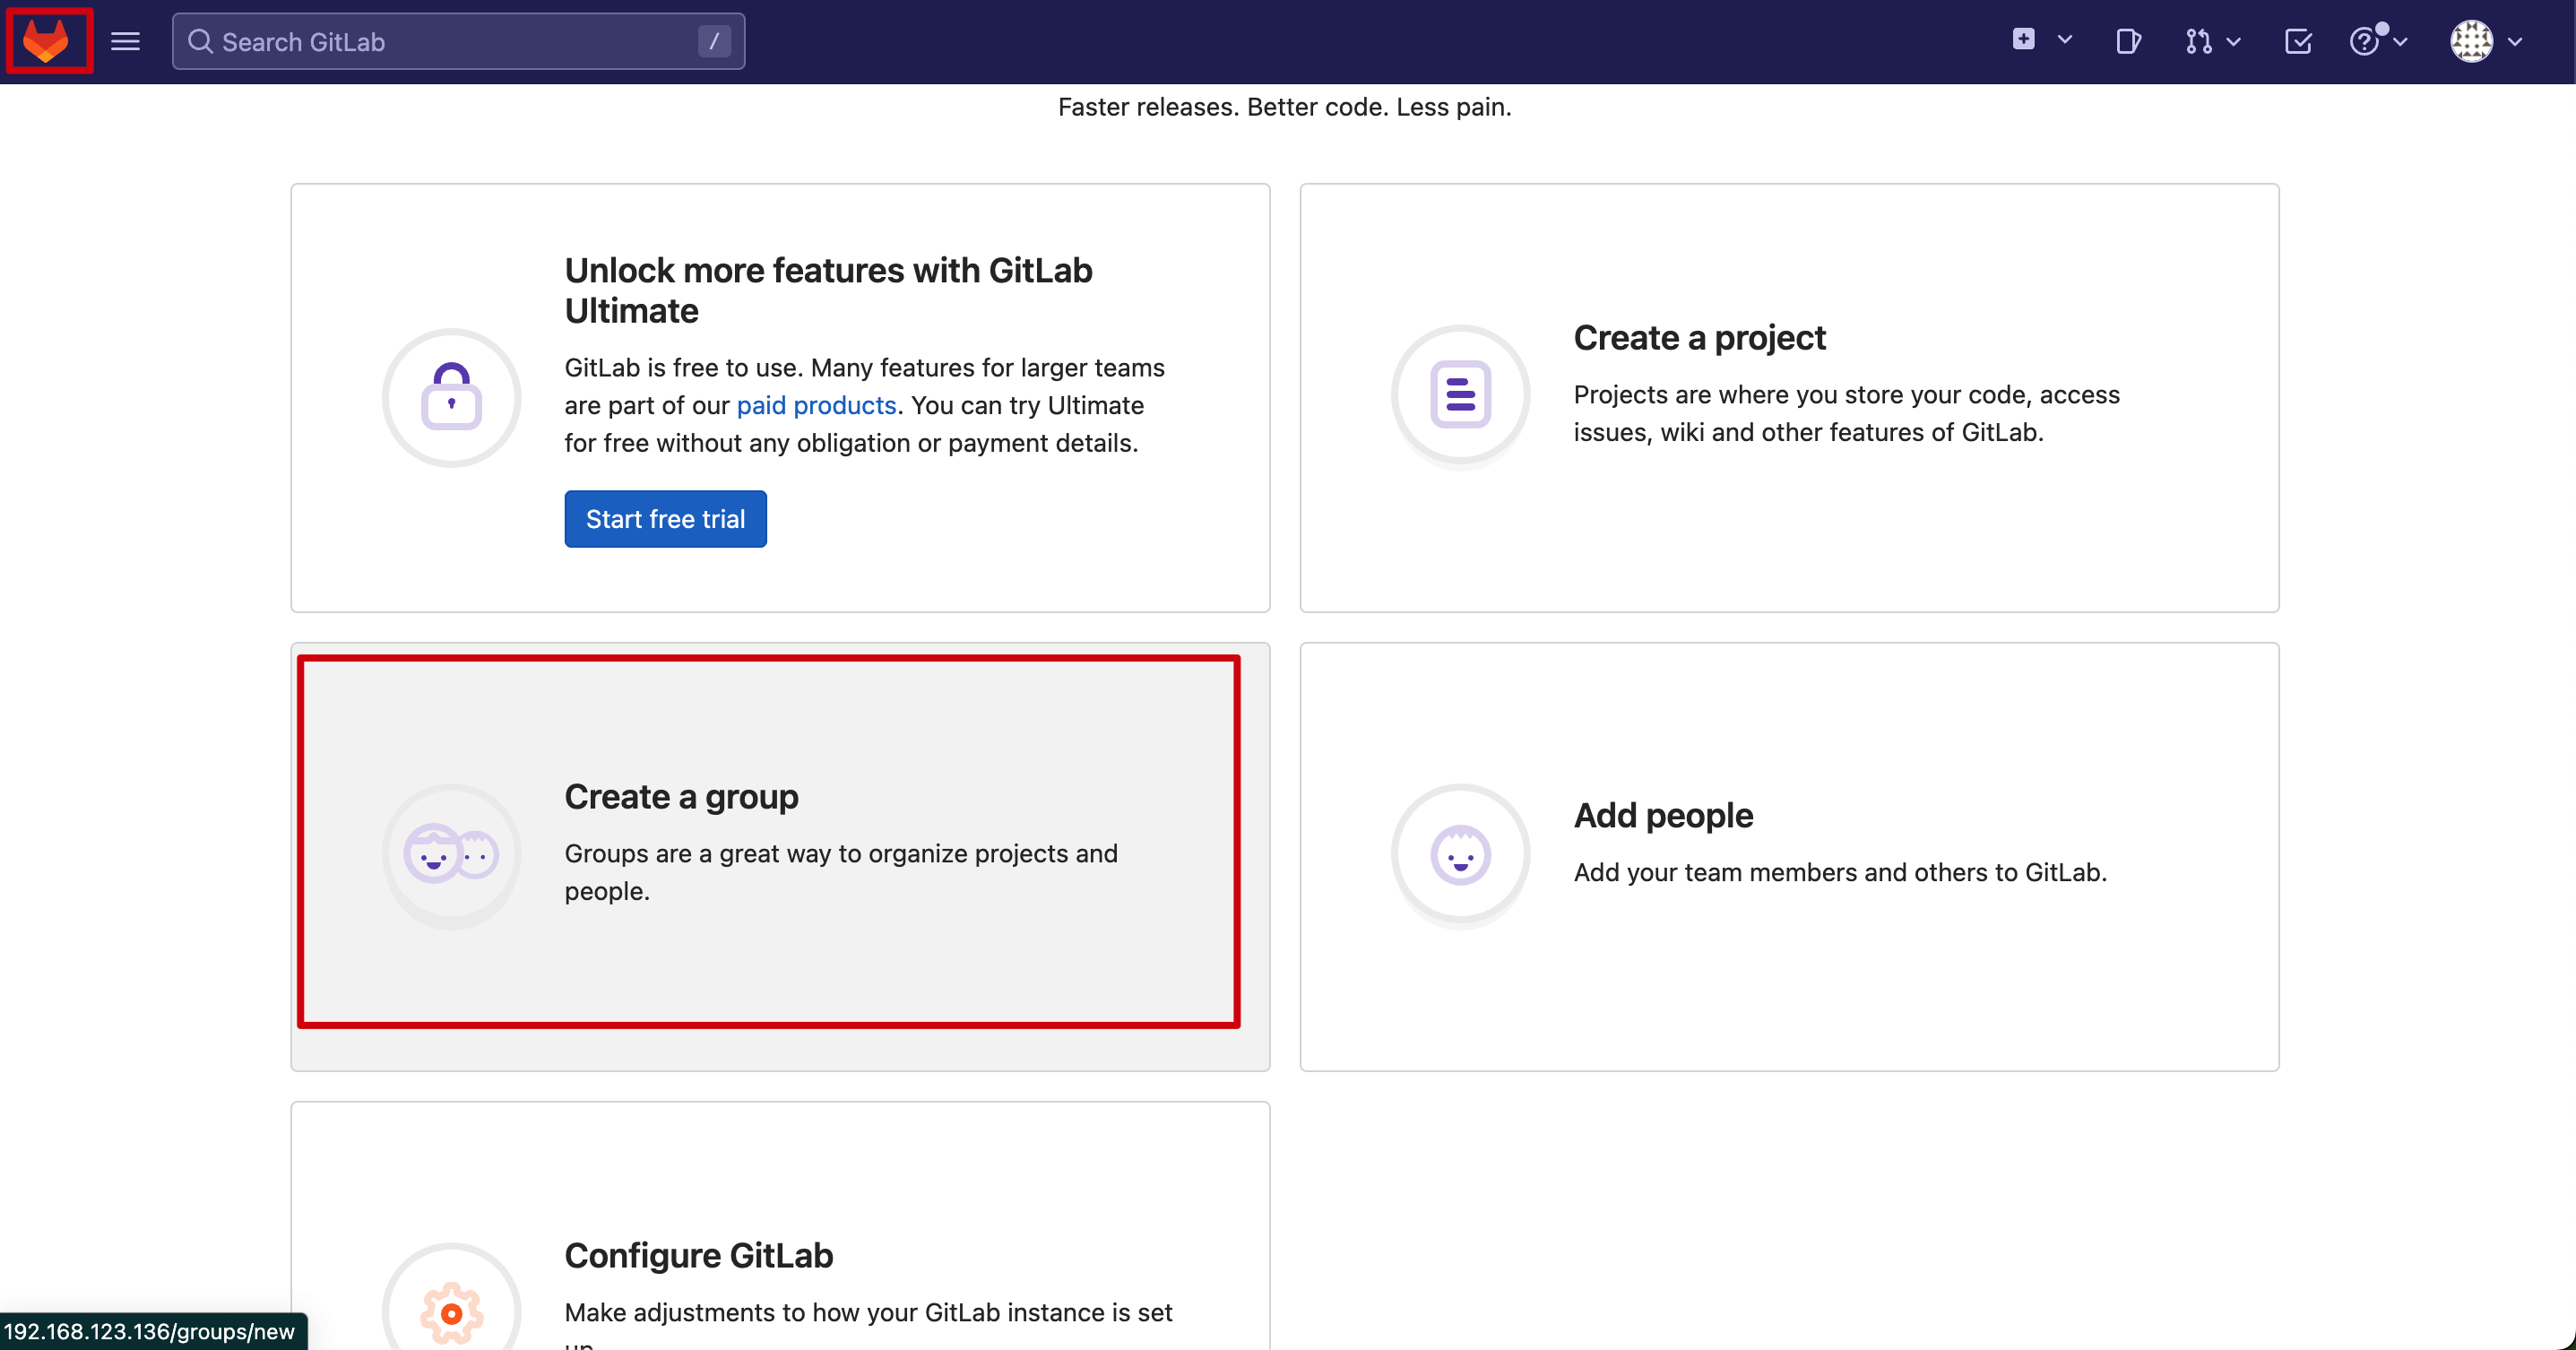 Search GitLab
/
Faster releases. Better code. Less pain.
Unlock more features with GitLab
Ultimate
GitLab is free to use. Many features for larger teams
are part of our paid products. You can try Ultimate
for free without any obligation or payment details.
Start free trial
Create a project
Projects are where you store your code, access
issues, wiki and other features of GitLab.
Create a group
Groups are a great way to organize projects and
people.
Add people
Add your team members and others to GitLab.
Configure GitLab
Make adjustments to how your GitLab instance is set
192.168.123.136/groups/new